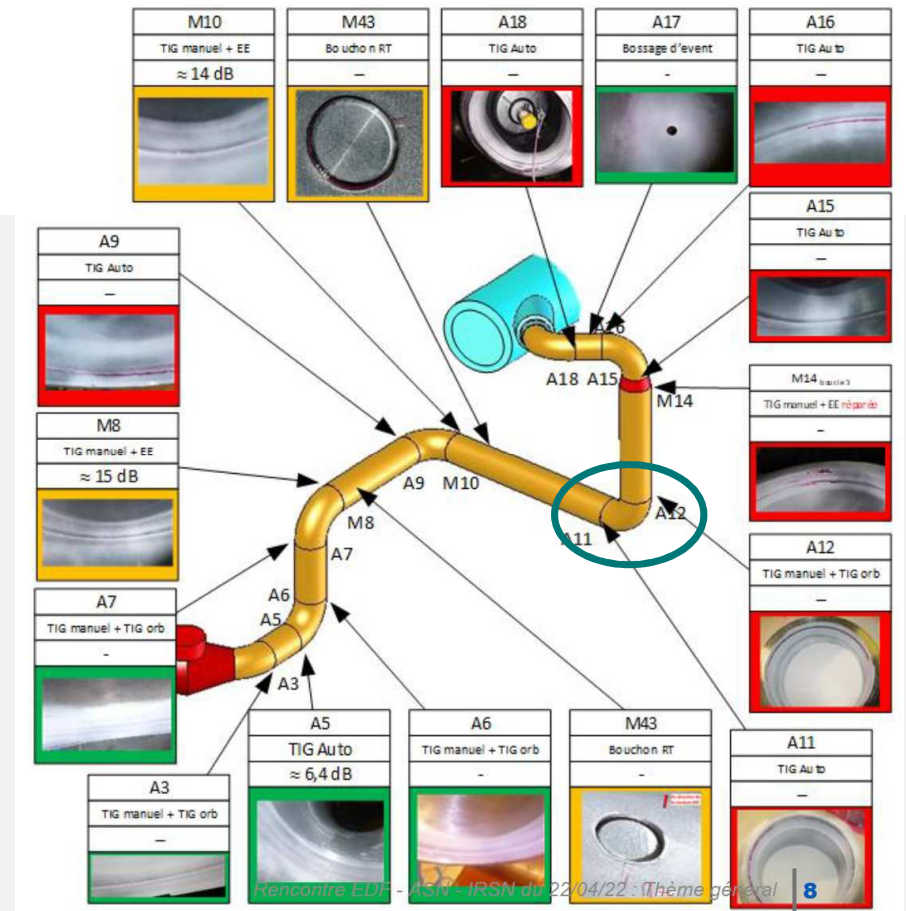 M10
TIG manuel + EE
≈ 14 dB
M43
Bouchon RT
–
A18
TIG Auto
–
A17
Bossage d'event
-
A16
TIG Auto
–
A9
TIG Auto
–
A15
TIG Auto
–
M8
TIG manuel + EE
≈ 15 dB
M14 boucle 3
TIG manuel + EE réparée
–
A7
TIG manuel + TIG orb
-
A12
TIG manuel + TIG orb
–
A18
A15
A16
M14
A9
M10
M8
A12
A11
A7
A6
A5
A3
A3
TIG manuel + TIG orb
–
A5
TIG Auto
≈ 6,4 dB
A6
TIG manuel + TIG orb
-
M43
Bouchon RT
-
A11
TIG Auto
–
Rencontre EDF - ASN - IRSN du 22/04/22 : Thème général
8